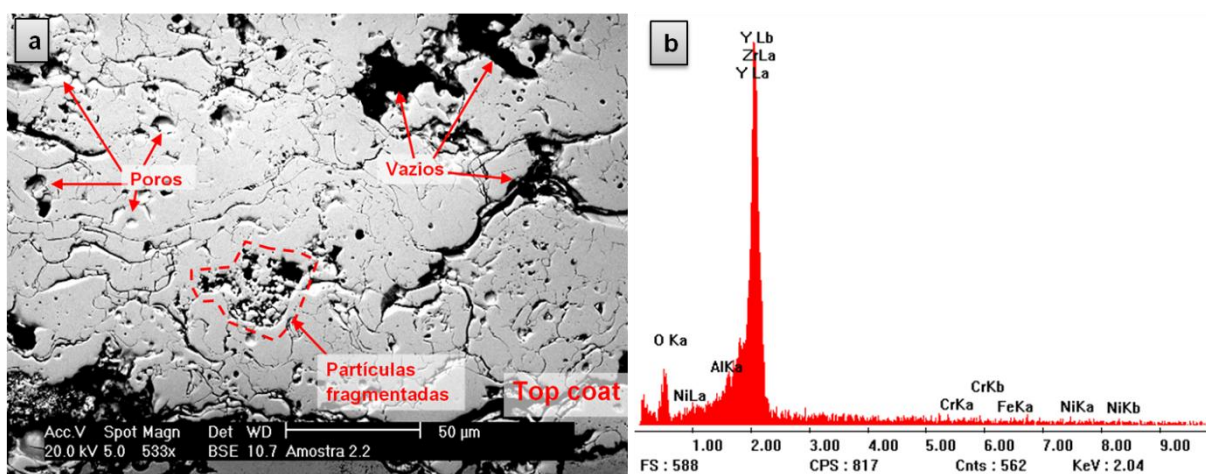 a
Poros
Vazios
Partículas
fragmentadas
Top coat
Acc.V Spot Magn Det WD 50 µm
20.0 kV 5.0 533x BSE 10.7 Amostra 2.2
b
Y Lb
ZrLa
Y La
O Ka
AlKa
NiLa
CrKb
CrKa
FeKa
NiKa
NiKb
1.00 2.00 3.00 4.00 5.00 6.00 7.00 8.00 9.00
FS : 588 CPS : 817 Cnts : 562 KeV : 2.04